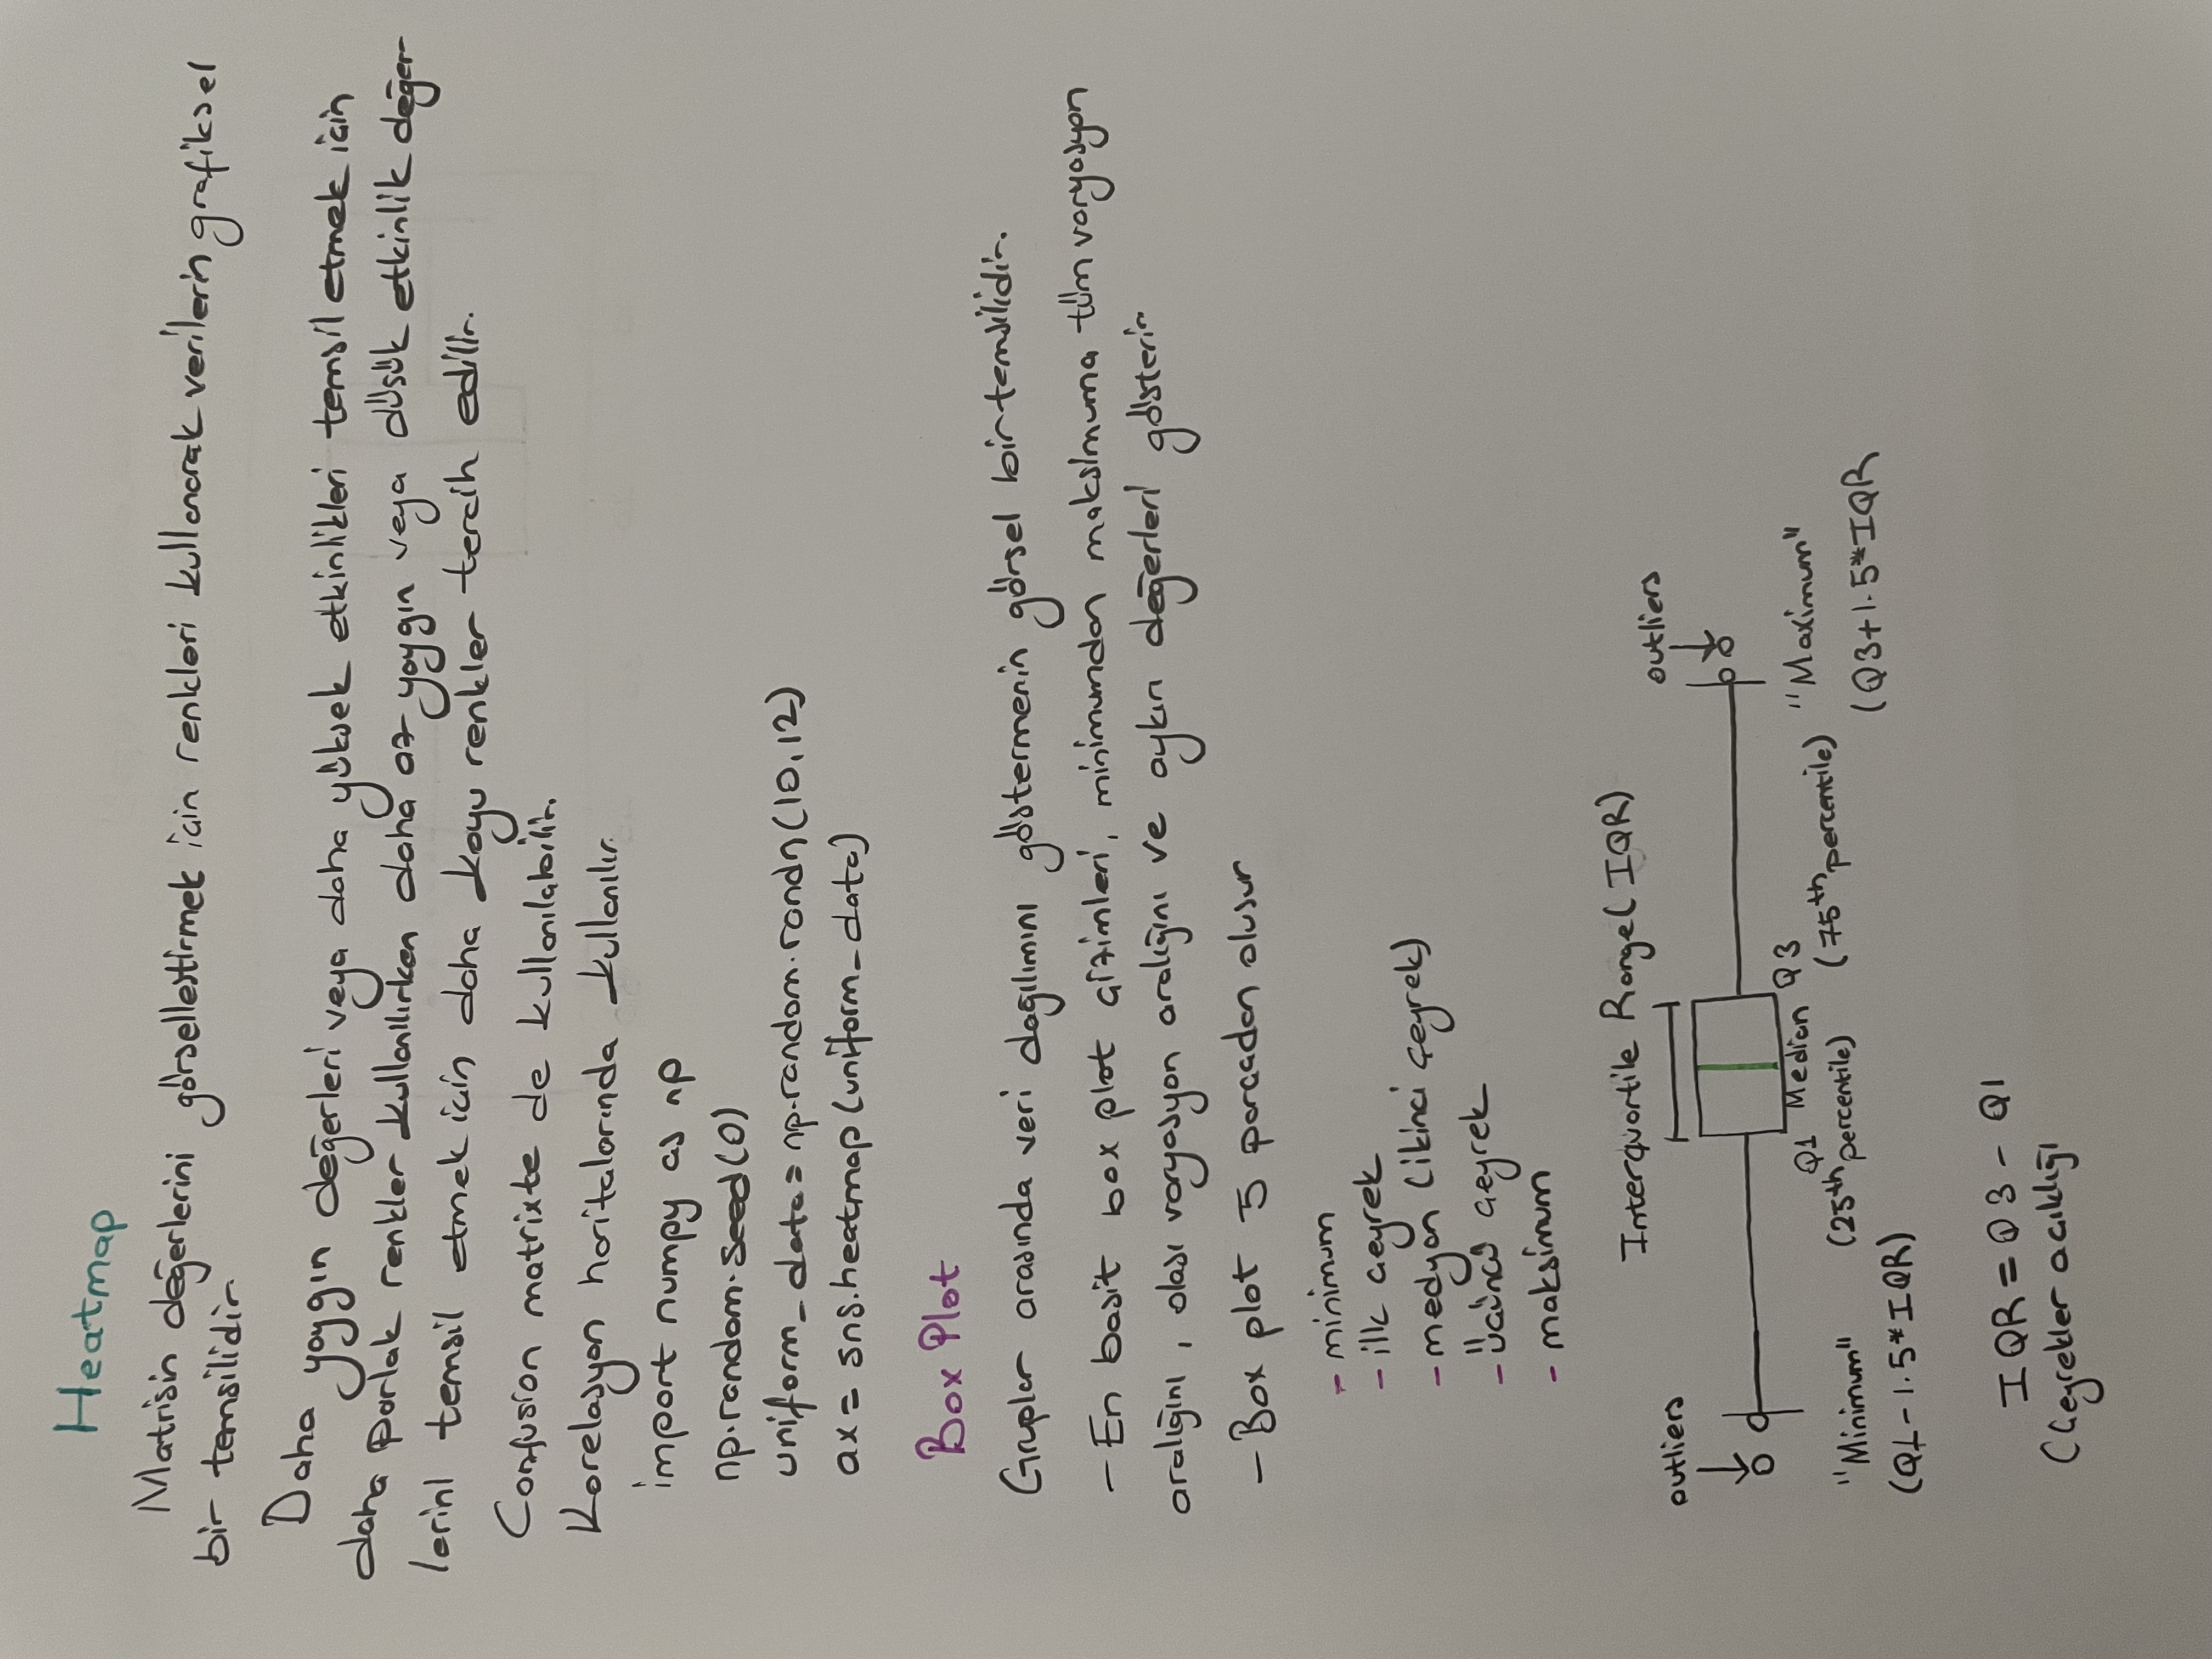 Heatmap
Matrisin değerlerini görselleştirmek için renkleri kullanarak verilerin grafiksel
bir temsilidir.
Daha yaygın değerleri veya daha yüksek etkinlikleri temsil etmek için
daha parlak renkler kullanılırken daha az yaygın veya düşük etkinlik değer-
lerini temsil etmek için daha koyu renkler tercih edilir.
Confusion matrixte de kullanılabilir.
Korelasyon haritalarında kullanılır.
import numpy as np
np.random.seed(0)
uniform_data = np.random.randn(10,12)
ax = sns.heatmap(uniform_data)
Box Plot
Gruplar arasında veri dağılımını göstermenin görsel bir temsilidir.
- En basit box plot çizimleri, minimumdan maksimuma tüm varyasyon
aralığını, olası varyasyon aralığını ve aykırı değerleri gösterir
- Box plot 5 parçadan oluşur
- minimum
- ilk çeyrek
- medyan (ikinci çeyrek)
- üçüncü çeyrek
- maksimum
Interquartile Range(IQR)
outliers
outliers
Q1 Median Q3
(25th percentile) (75th percentile)
"Minimum"
(Q1-1.5*IQR)
"Maximum"
(Q3+1.5*IQR
IQR = Q3 - Q1
(Çeyrekler açıklığı